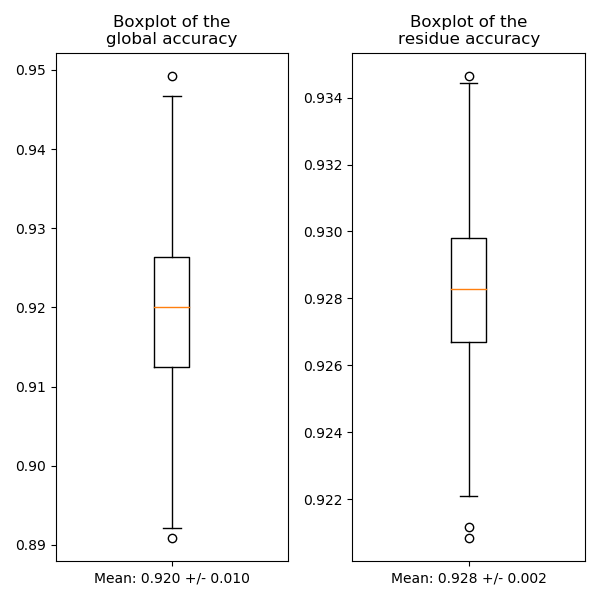 Boxplot of the
global accuracy
0.95
0.94
0.93
0.92
0.91
0.90
0.89
Mean: 0.920 +/- 0.010
Boxplot of the
residue accuracy
0.934
0.932
0.930
0.928
0.926
0.924
0.922
Mean: 0.928 +/- 0.002